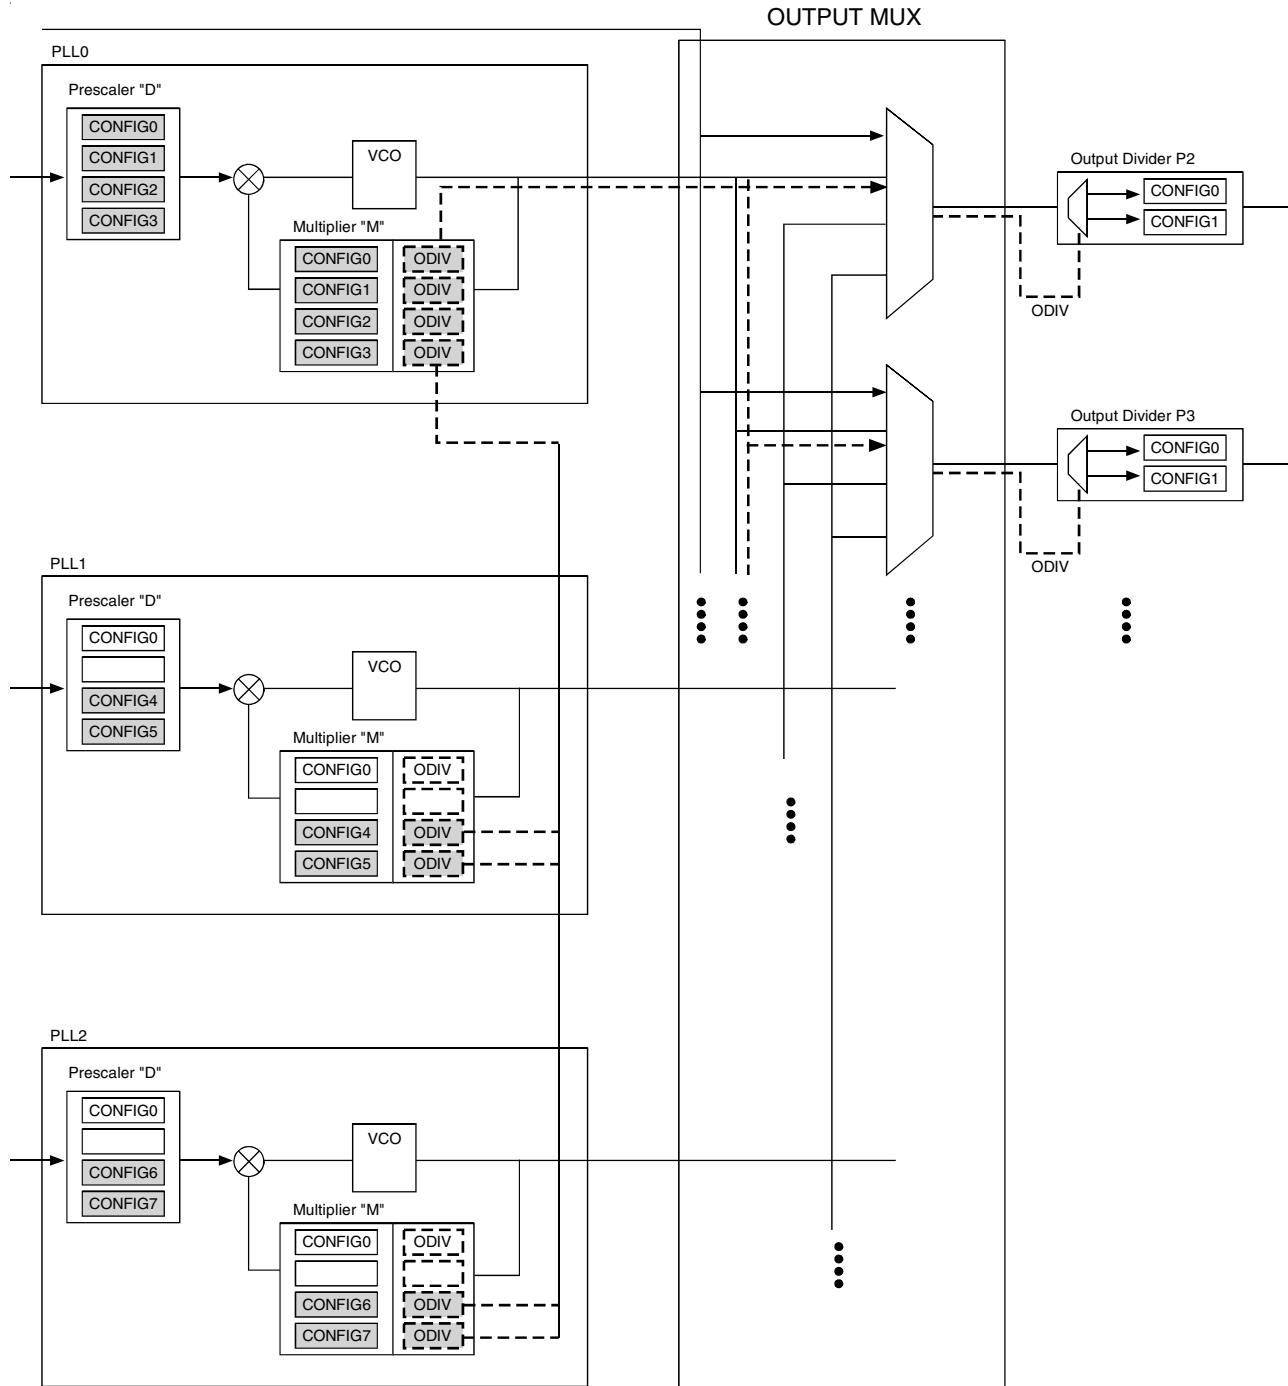 OUTPUT MUX
PLL0
Prescaler "D"
CONFIG0
CONFIG1
CONFIG2
CONFIG3
VCO
Multiplier "M"
CONFIG0 ODIV
CONFIG1 ODIV
CONFIG2 ODIV
CONFIG3 ODIV
Output Divider P2
CONFIG0
CONFIG1
ODIV
Output Divider P3
CONFIG0
CONFIG1
ODIV
PLL1
Prescaler "D"
CONFIG0
CONFIG4
CONFIG5
VCO
Multiplier "M"
CONFIG0 ODIV
CONFIG4 ODIV
CONFIG5 ODIV
PLL2
Prescaler "D"
CONFIG0
CONFIG6
CONFIG7
VCO
Multiplier "M"
CONFIG0 ODIV
CONFIG6 ODIV
CONFIG7 ODIV